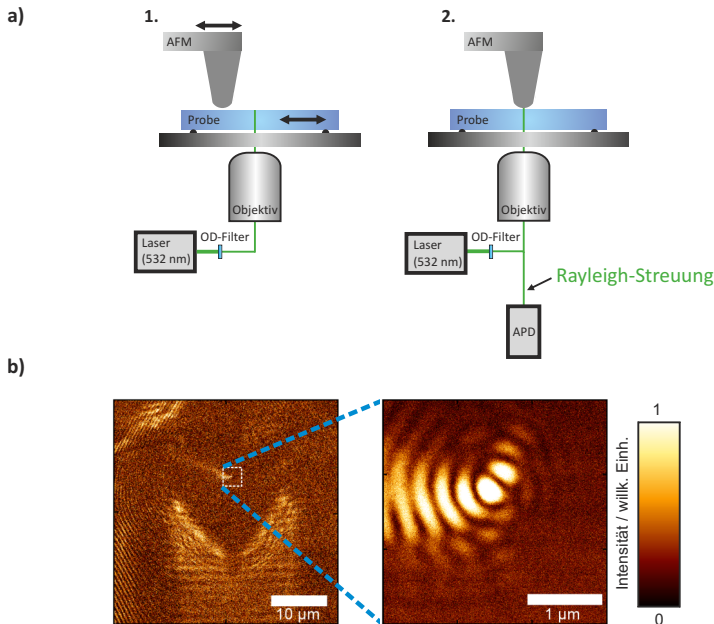 a)
1.
AFM
Probe
Objektiv
OD-Filter
Laser
(532 nm)
2.
AFM
Probe
Objektiv
OD-Filter
Laser
(532 nm)
Rayleigh-Streuung
APD
b)
10 µm
1 µm
1
Intensität / willk. Einh.
0